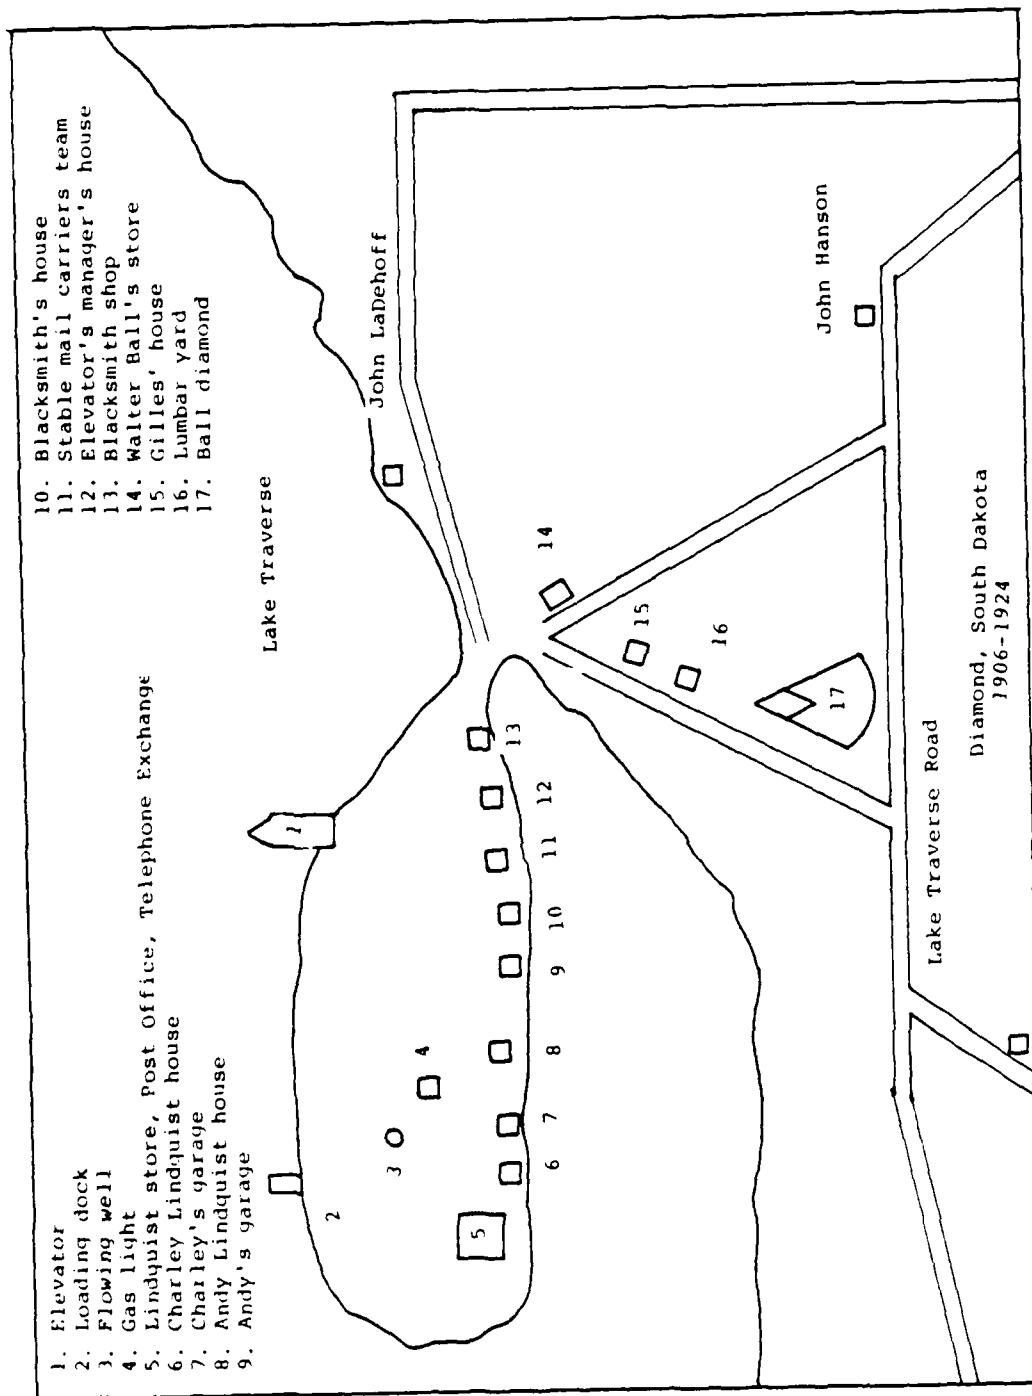 1. Elevator
2. Loading dock
3. Flowing well
4. Gas light
5. Lindquist store, Post Office, Telephone Exchange
6. Charley Lindquist house
7. Charley's garage
8. Andy Lindquist house
9. Andy's garage
10. Blacksmith's house
11. Stable mail carriers team
12. Elevator's manager's house
13. Blacksmith shop
14. Walter Ball's store
15. Gilles' house
16. Lumbar yard
17. Ball diamond
Lake Traverse
John LaDehoff
1
2
3
4
5
6
7
8
9
10
11
12
13
14
15
16
17
John Hanson
Lake Traverse Road
Diamond, South Dakota
1906-1924